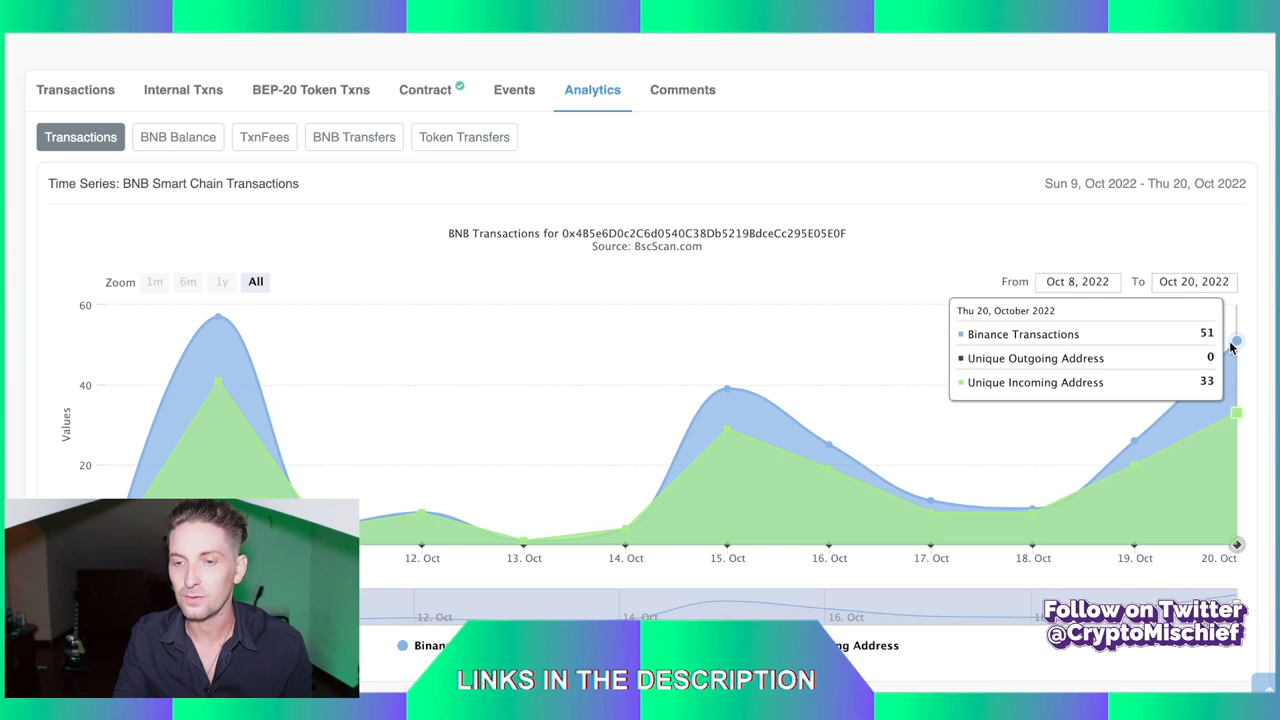 Transactions Internal Txns BEP-20 Token Txns Contract Events Analytics Comments
Transactions BNB Balance TxnFees BNB Transfers Token Transfers
Time Series: BNB Smart Chain Transactions Sun 9, Oct 2022 - Thu 20, Oct 2022
BNB Transactions for 0x4B5e6D0c2C6d0540C38Db5219BdceCc295E05E0F
Source: BscScan.com
Zoom 1m 6m 1y All From Oct 8, 2022 To Oct 20, 2022
60
Thu 20, October 2022
Binance Transactions 51
Unique Outgoing Address 0
Unique Incoming Address 33
40
Values
20
12. Oct 13. Oct 14. Oct 15. Oct 16. Oct 17. Oct 18. Oct 19. Oct 20. Oct
12. Oct 14. Oct 16. Oct
Follow on Twitter
@CryptoMischief
Binan ng Address
LINKS IN THE DESCRIPTION